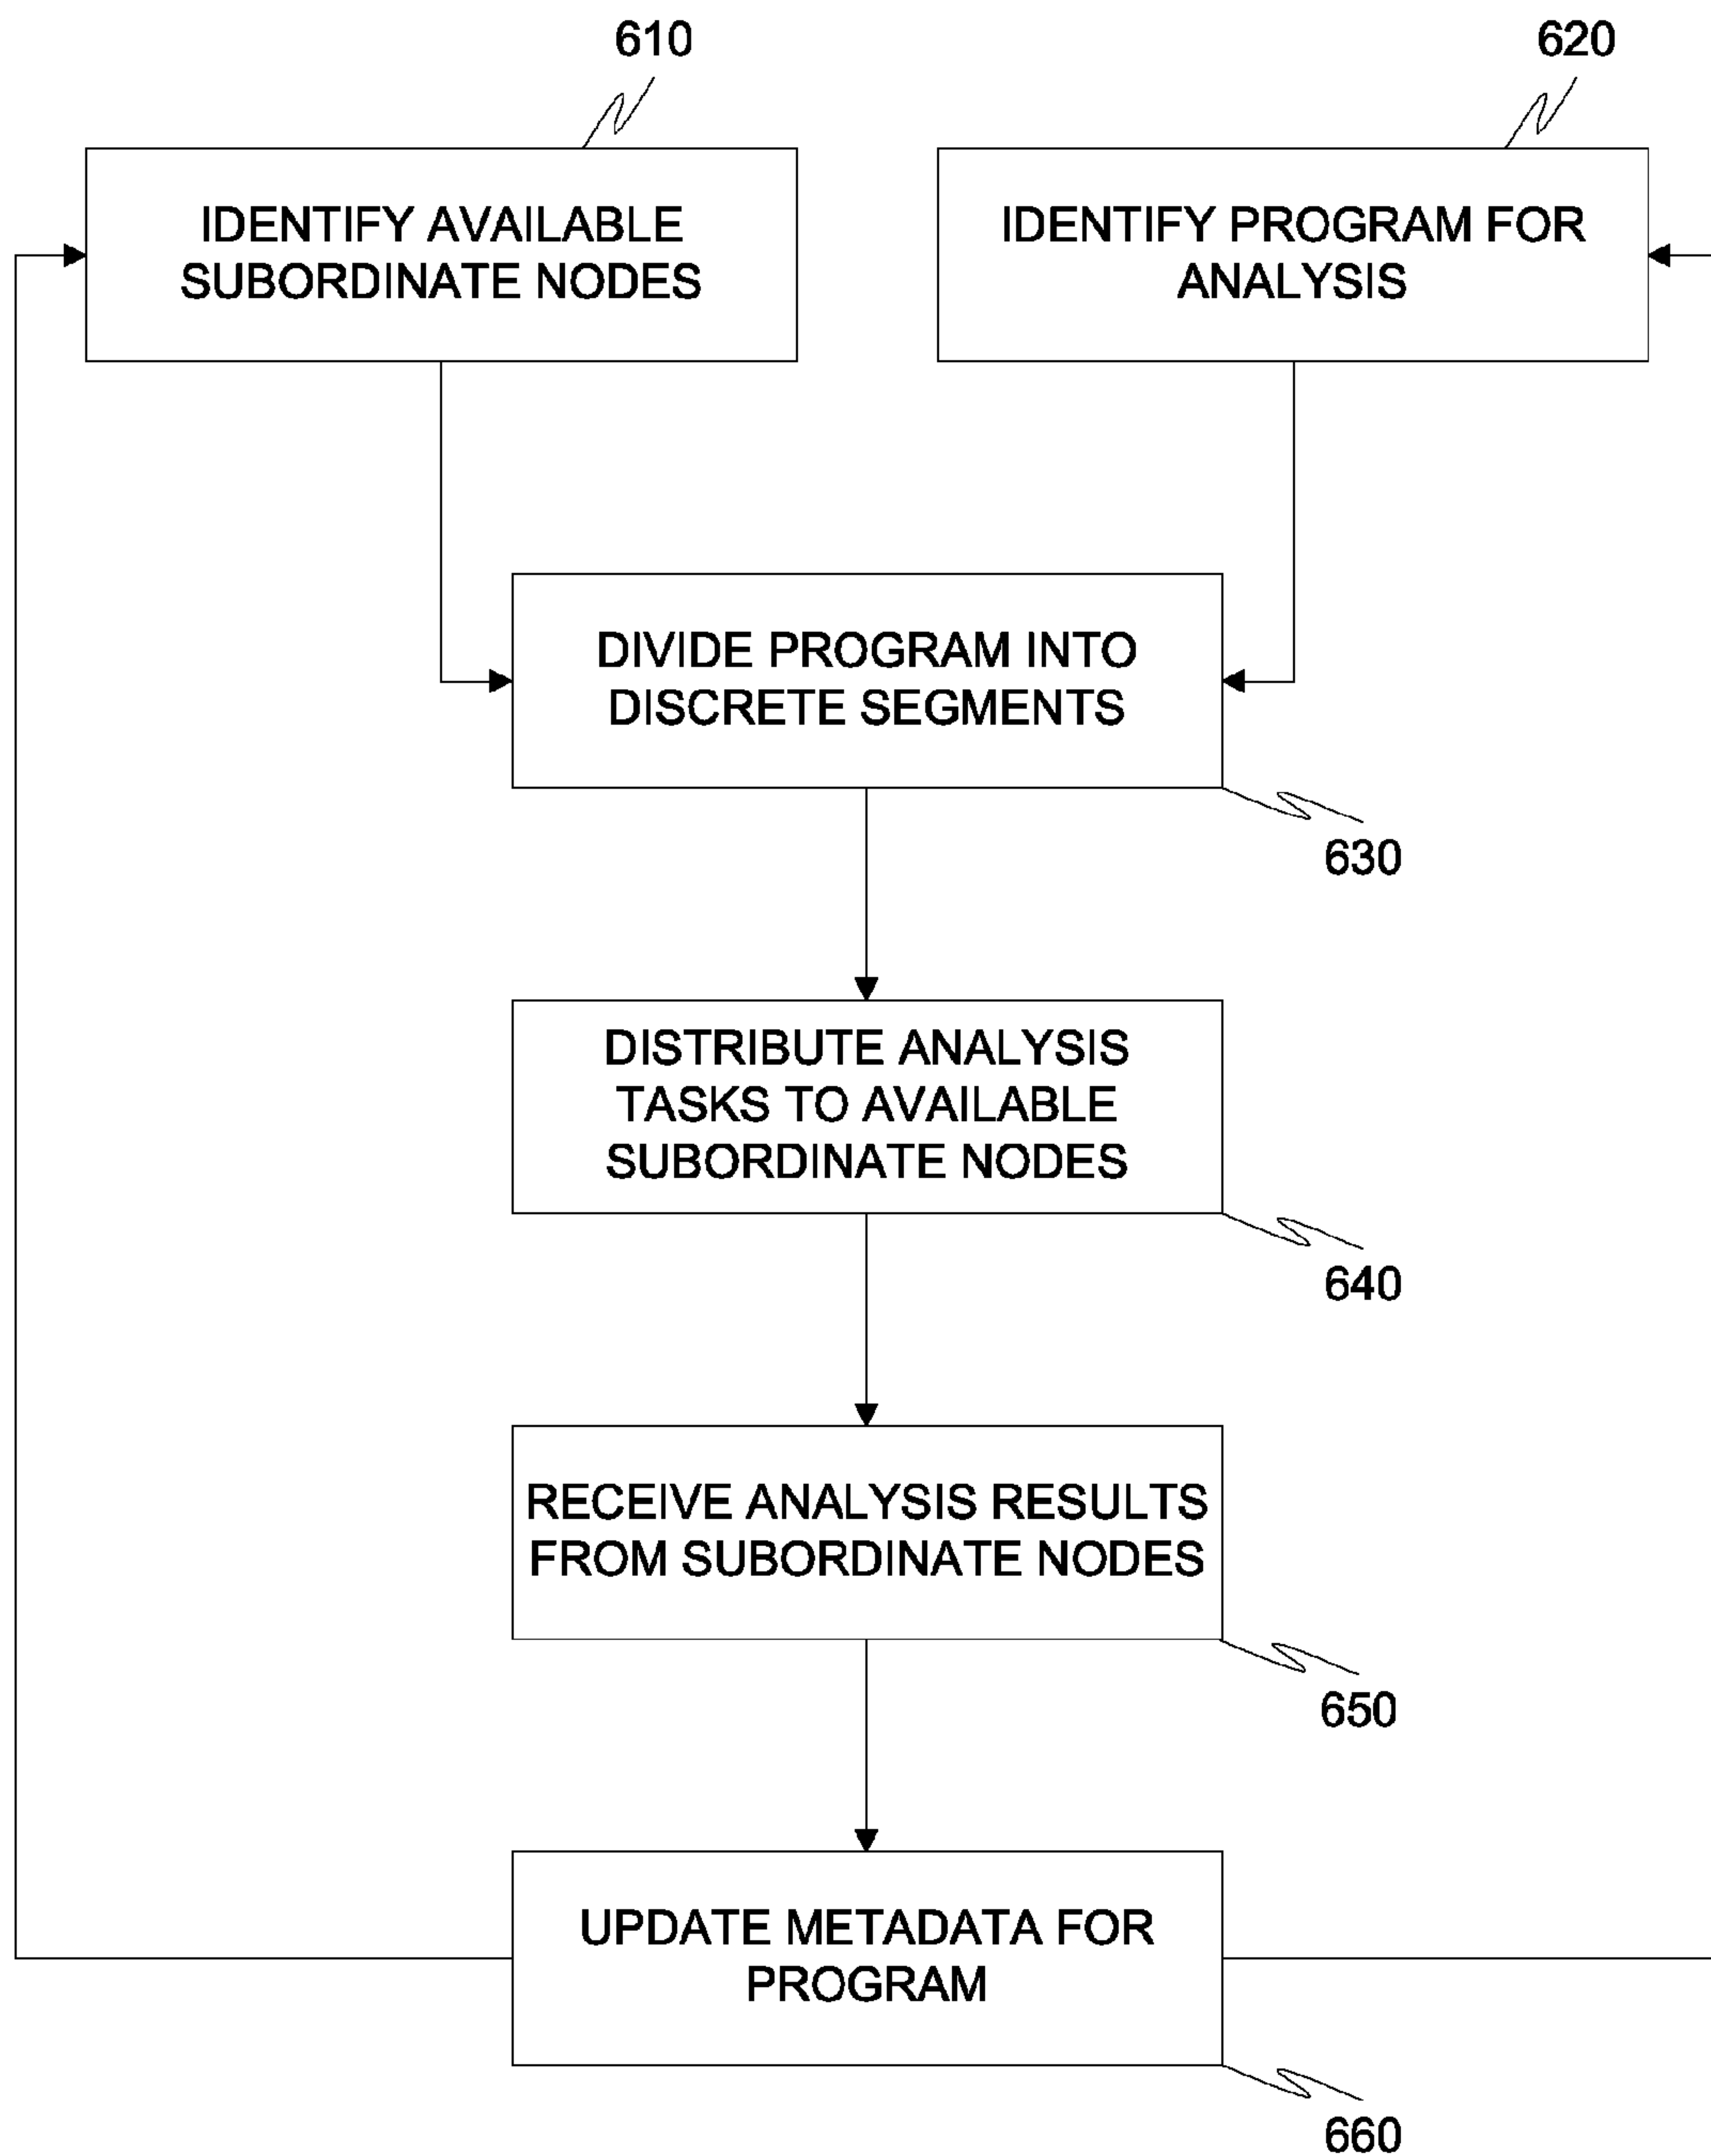 610
620
IDENTIFY AVAILABLE
SUBORDINATE NODES
IDENTIFY PROGRAM FOR
ANALYSIS
DIVIDE PROGRAM INTO
DISCRETE SEGMENTS
630
DISTRIBUTE ANALYSIS
TASKS TO AVAILABLE
SUBORDINATE NODES
640
RECEIVE ANALYSIS RESULTS
FROM SUBORDINATE NODES
650
UPDATE METADATA FOR
PROGRAM
660